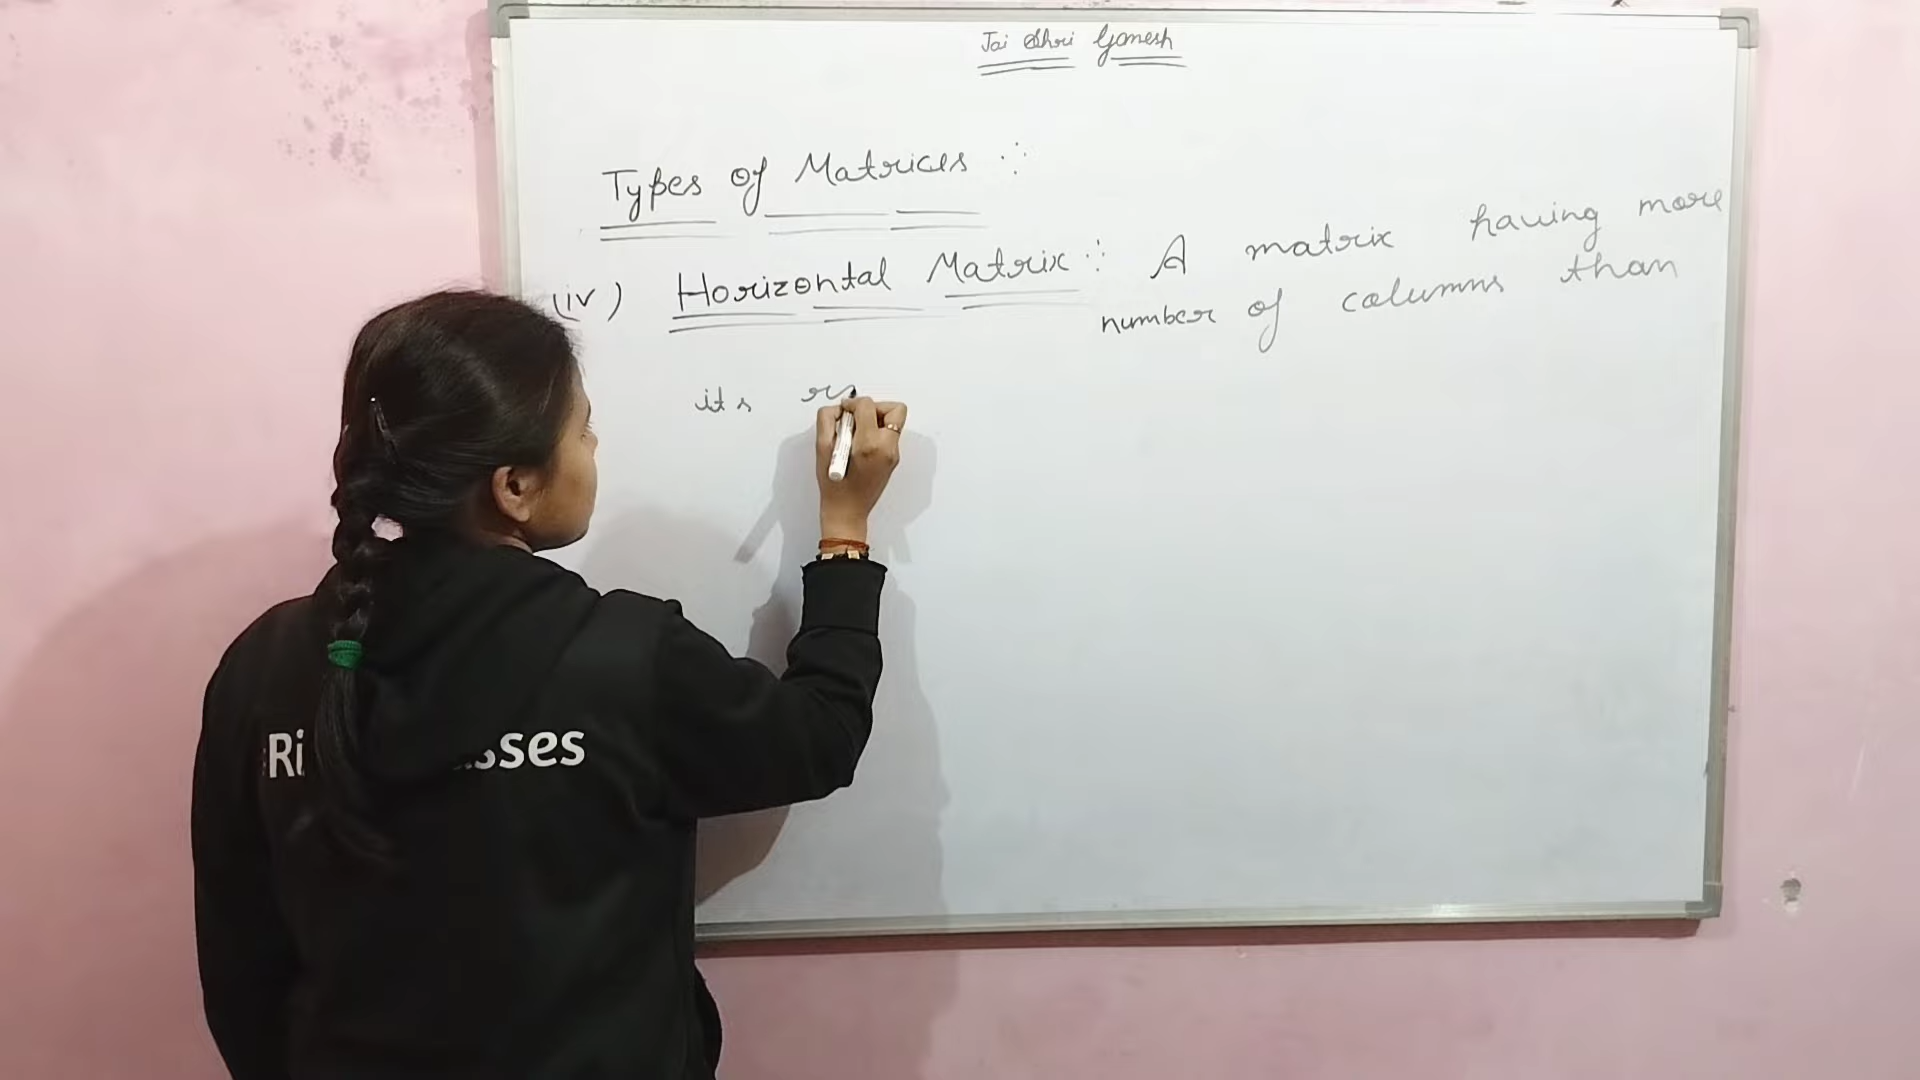 Jai Shri Ganesh
Types Of Matrices :
(iv) Horizontal Matrix : A matrix having more
number of columns than
its